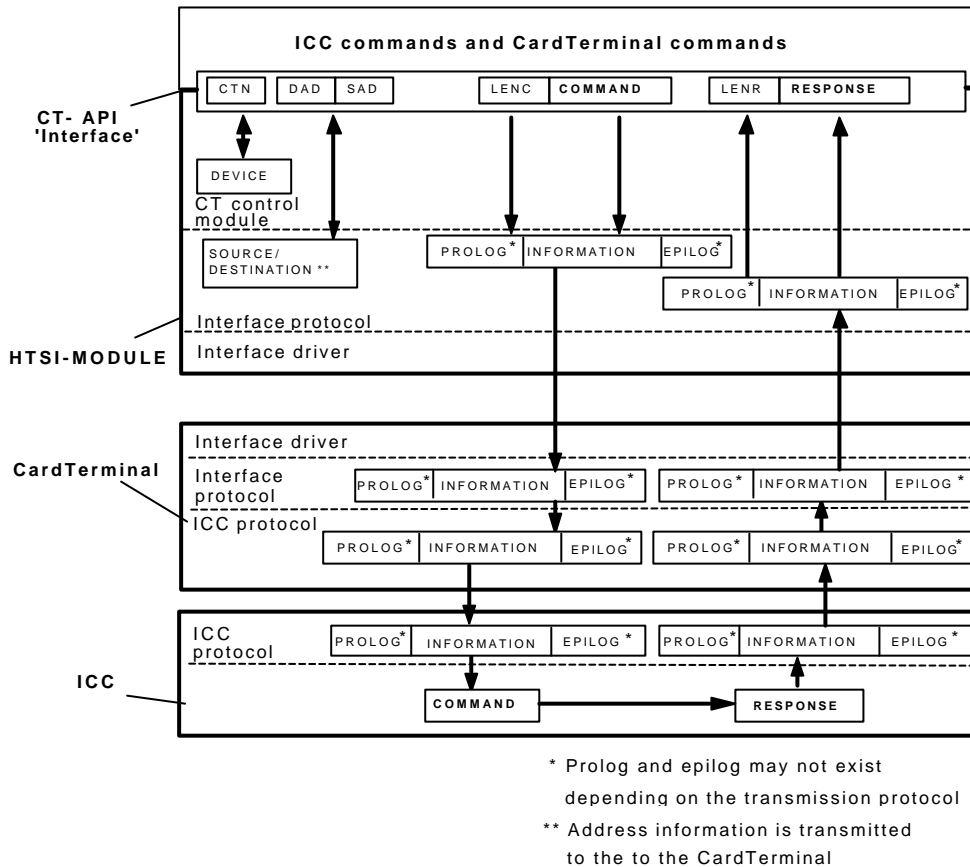 ICC commands and CardTerminal commands
CTN DAD SAD LENC COMMAND LENR RESPONSE
CT- API
'Interface'
DEVICE
CT control
module
SOURCE/
DESTINATION **
PROLOG* INFORMATION EPILOG*
PROLOG* INFORMATION EPILOG*
Interface protocol
HTSI-MODULE
Interface driver
Interface driver
CardTerminal
Interface
protocol
PROLOG* INFORMATION EPILOG* PROLOG* INFORMATION EPILOG*
ICC protocol
PROLOG* INFORMATION EPILOG* PROLOG* INFORMATION EPILOG*
ICC
protocol
PROLOG* INFORMATION EPILOG* PROLOG* INFORMATION EPILOG*
ICC
COMMAND RESPONSE
* Prolog and epilog may not exist
depending on the transmission protocol
** Address information is transmitted
to the to the CardTerminal